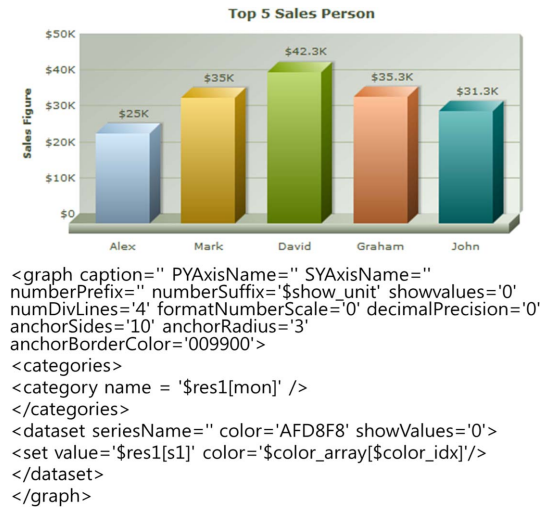 Top 5 Sales Person
$50K
$40K
$30K
$20K
$10K
$0
Sales Figure
$25K
$35K
$42.3K
$35.3K
$31.3K
Alex Mark David Graham John
<graph caption='' PYAxisName='' SYAxisName=''
numberPrefix='' numberSuffix='$show_unit' showvalues='0'
numDivLines='4' formatNumberScale='0' decimalPrecision='0'
anchorSides='10' anchorRadius='3'
anchorBorderColor='009900'>
<categories>
<category name = '$res1[mon]' />
</categories>
<dataset seriesName='' color='AFD8F8' showValues='0'>
<set value='$res1[s1]' color='$color_array[$color_idx]'/>
</dataset>
</graph>